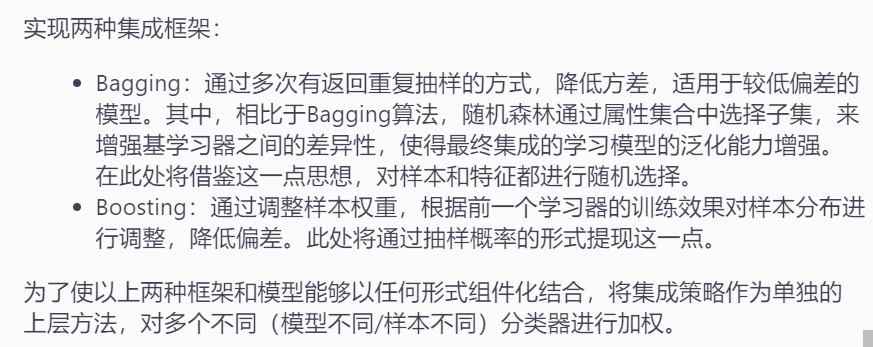 实现两种集成框架：
• Bagging：通过多次有返回重复抽样的方式，降低方差，适用于较低偏差的
模型。其中，相比于Bagging算法，随机森林通过属性集合中选择子集，来
增强基学习器之间的差异性，使得最终集成的学习模型的泛化能力增强。
在此处将借鉴这一点思想，对样本和特征都进行随机选择。
• Boosting：通过调整样本权重，根据前一个学习器的训练效果对样本分布进
行调整，降低偏差。此处将通过抽样概率的形式提现这一点。
为了使以上两种框架和模型能够以任何形式组件化结合，将集成策略作为单独的
上层方法，对多个不同（模型不同/样本不同）分类器进行加权。